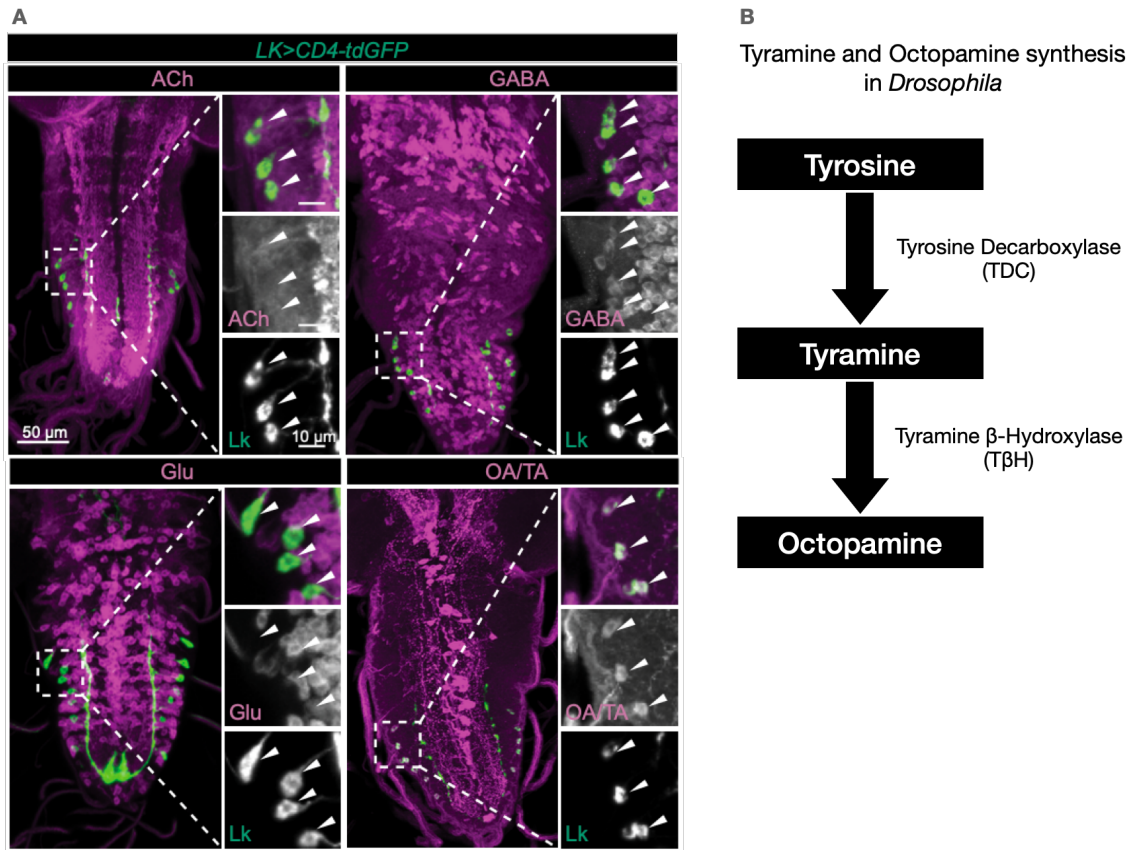 A
LK>CD4-tdGFP
ACh
GABA
ACh
GABA
50 µm
Lk
10 µm
Lk
Glu
OA/TA
Glu
OA/TA
Lk
Lk
B
Tyramine and Octopamine synthesis
in Drosophila
Tyrosine
Tyrosine Decarboxylase
(TDC)
Tyramine
Tyramine β-Hydroxylase
(TβH)
Octopamine